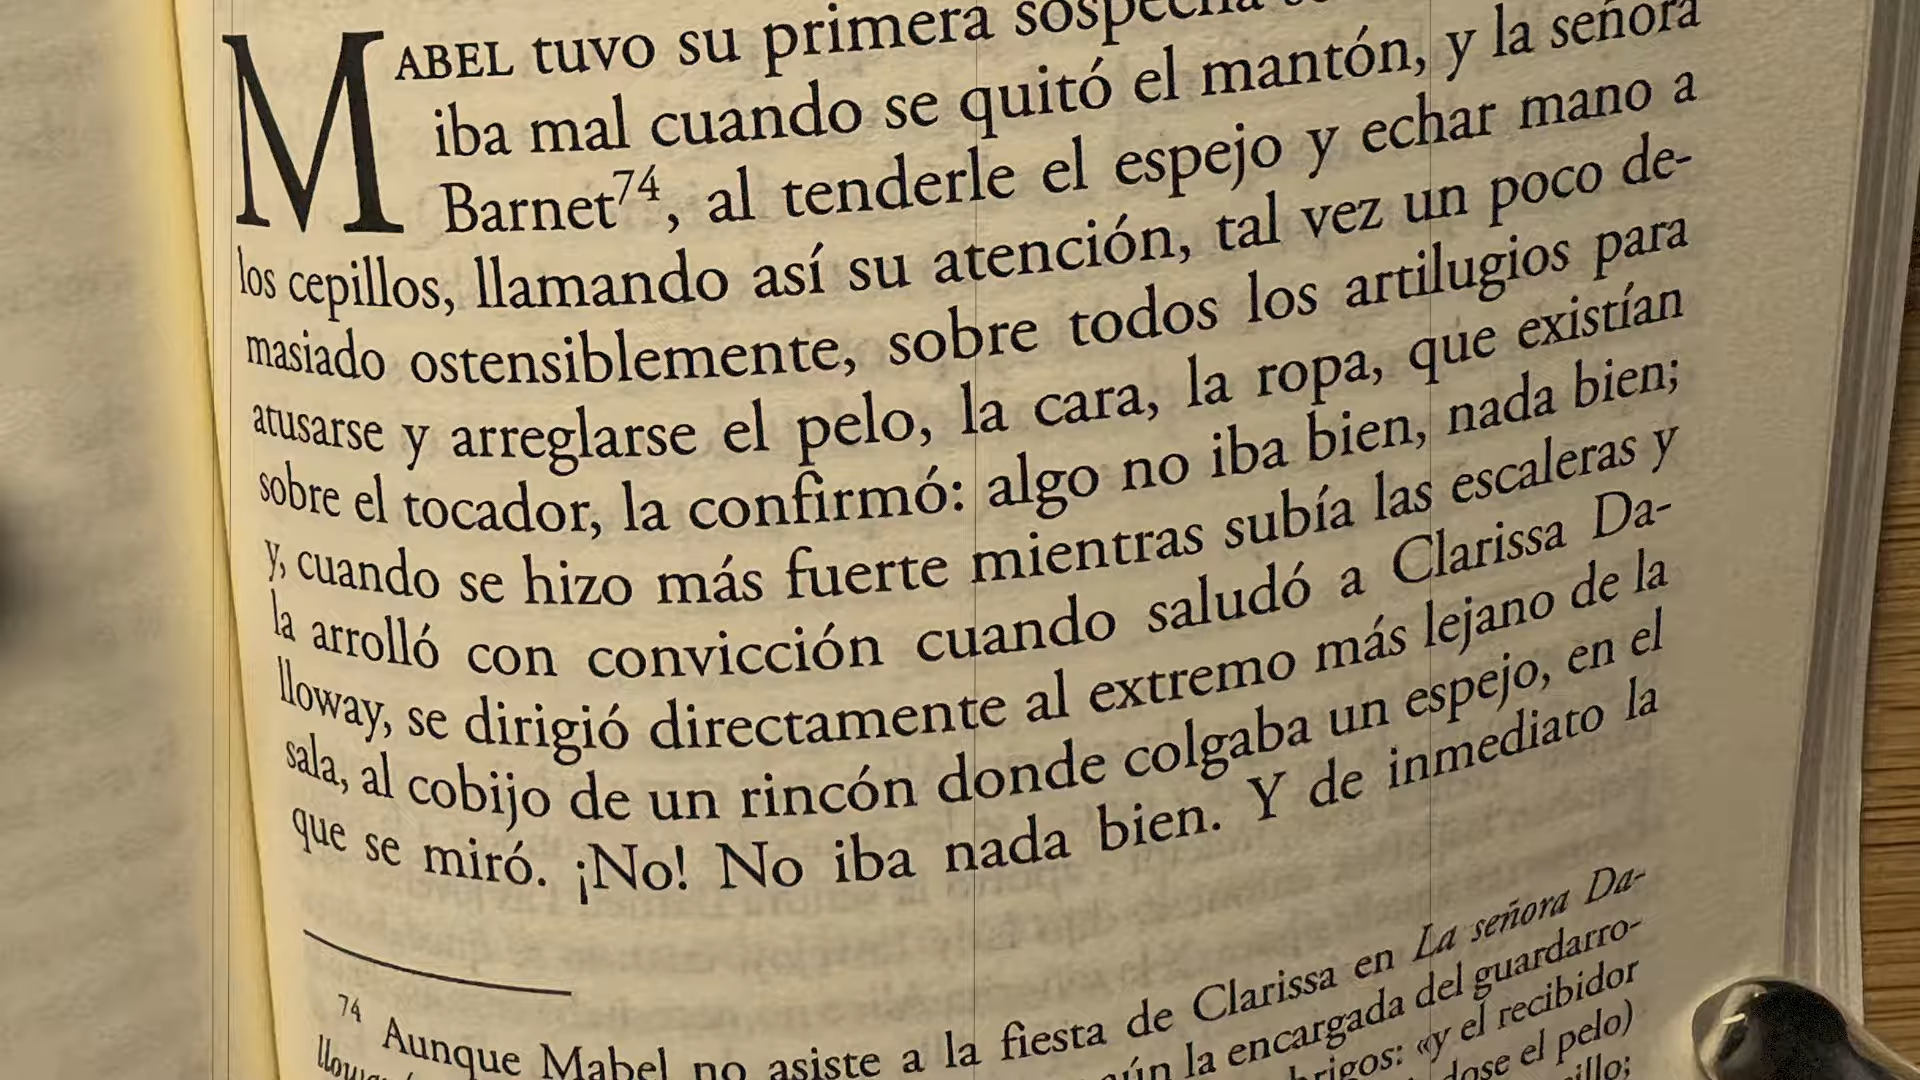 MABEL tuvo su primera sospecha
iba mal cuando se quitó el mantón, y la señora
Barnet74, al tenderle el espejo y echar mano a
los cepillos, llamando así su atención, tal vez un poco de-
masiado ostensiblemente, sobre todos los artilugios para
atusarse y arreglarse el pelo, la cara, la ropa, que existían
sobre el tocador, la confirmó: algo no iba bien, nada bien;
y, cuando se hizo más fuerte mientras subía las escaleras y
la arrolló con convicción cuando saludó a Clarissa Da-
lloway, se dirigió directamente al extremo más lejano de la
sala, al cobijo de un rincón donde colgaba un espejo, en el
que se miró. ¡No! No iba nada bien. Y de inmediato la
74 Aunque Mabel no asiste a la fiesta de Clarissa en La señora Da-
la encargada del guardarro-
«y el recibidor
el pelo)